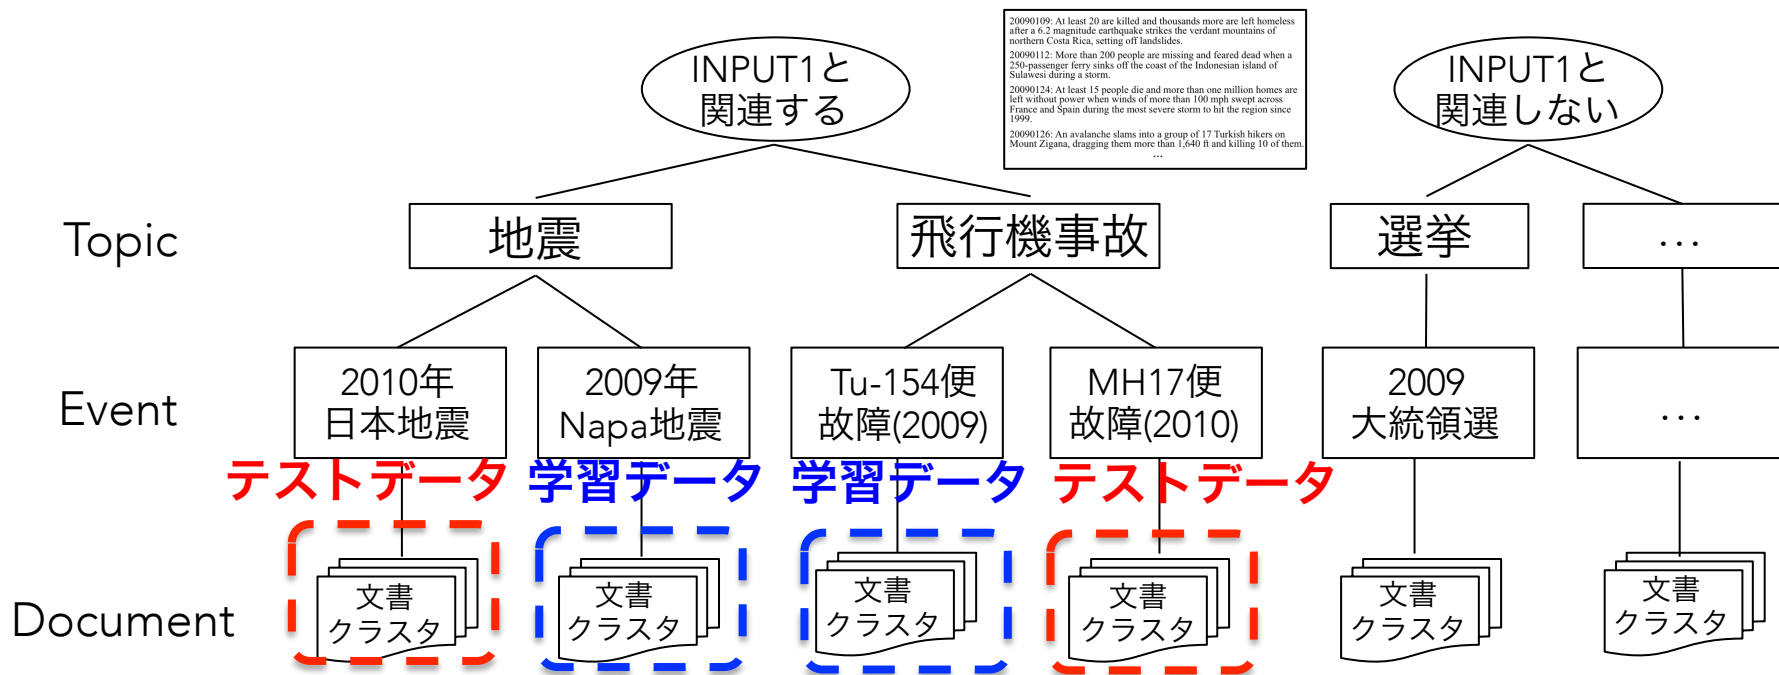 INPUT1と
関連する
20090109: At least 20 are killed and thousands more are left homeless
after a 6.2 magnitude earthquake strikes the verdant mountains of
northern Costa Rica, setting off landslides.
20090112: More than 200 people are missing and feared dead when a
250-passenger ferry sinks off the coast of the Indonesian island of
Sulawesi during a storm.
20090124: At least 15 people die and more than one million homes are
left without power when winds of more than 100 mph swept across
France and Spain during the most severe storm to hit the region since
1999.
20090126: An avalanche slams into a group of 17 Turkish hikers on
Mount Zigana, dragging them more than 1,640 ft and killing 10 of them.
...
INPUT1と
関連しない
Topic
地震
飛行機事故
選挙
...
Event
2010年
日本地震
2009年
Napa地震
Tu-154便
故障(2009)
MH17便
故障(2010)
2009
大統領選
...
テストデータ
学習データ
学習データ
テストデータ
Document
文書
クラスタ
文書
クラスタ
文書
クラスタ
文書
クラスタ
文書
クラスタ
文書
クラスタ